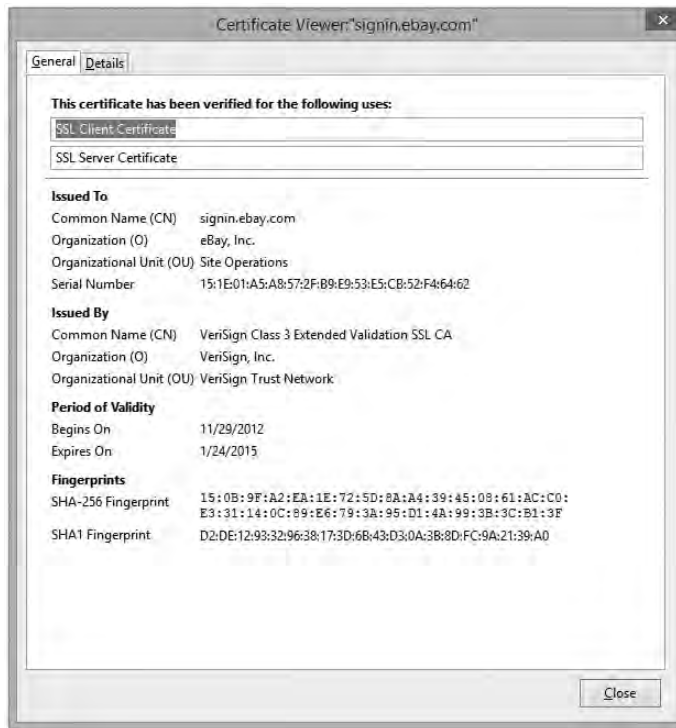 Certificate Viewer:"signin.ebay.com"
x
General Details
This certificate has been verified for the following uses:
SSL Client Certificate
SSL Server Certificate
Issued To
Common Name (CN) signin.ebay.com
Organization (O) eBay, Inc.
Organizational Unit (OU) Site Operations
Serial Number 15:1E:01:A5:A8:57:2F:B9:E9:53:E5:CB:52:F4:64:62
Issued By
Common Name (CN) VeriSign Class 3 Extended Validation SSL CA
Organization (O) VeriSign, Inc.
Organizational Unit (OU) VeriSign Trust Network
Period of Validity
Begins On 11/29/2012
Expires On 1/24/2015
Fingerprints
SHA-256 Fingerprint 15:0B:9F:A2:EA:1E:72:5D:8A:A4:39:45:08:61:AC:C0:
E3:31:14:0C:89:E6:79:3A:95:D1:4A:99:3B:3C:B1:3F
SHA1 Fingerprint D2:DE:12:93:32:96:38:17:3D:6B:43:D3:0A:3B:8D:FC:9A:21:39:A0
Close